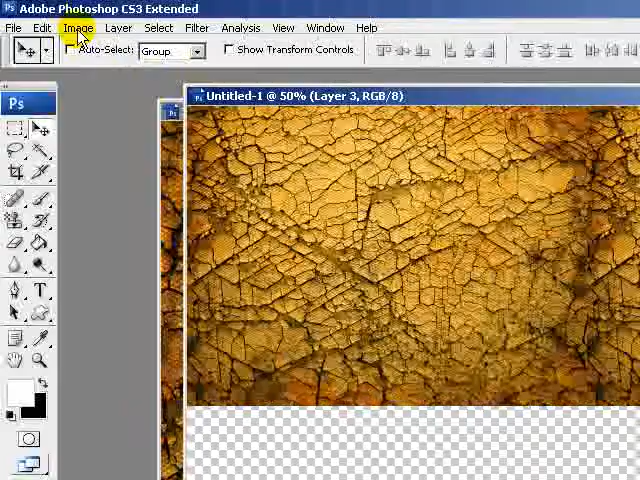 Ps Adobe Photoshop CS3 Extended
File Edit Image Layer Select Filter Analysis View Window Help
Auto-Select: Group Show Transform Controls
Ps
Untitled-1 @ 50% (Layer 3, RGB/8)
T